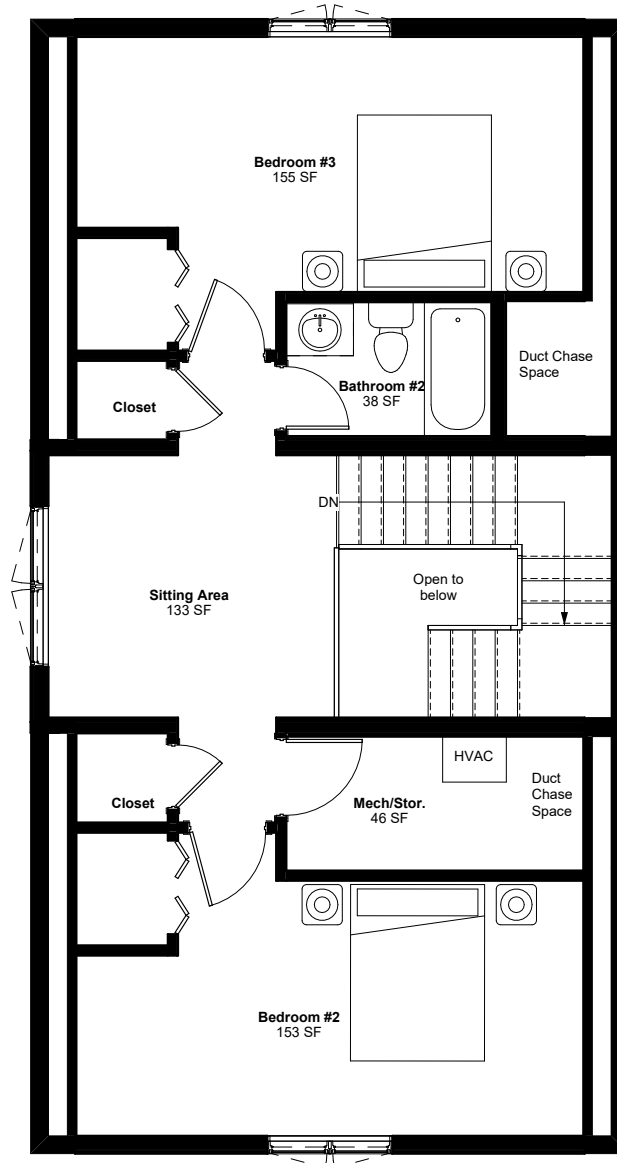 Bedroom #3
155 SF
Bathroom #2
38 SF
Duct Chase
Space
Closet
DN
Open to
below
Sitting Area
133 SF
HVAC
Duct
Chase
Space
Closet
Mech/Stor.
46 SF
Bedroom #2
153 SF